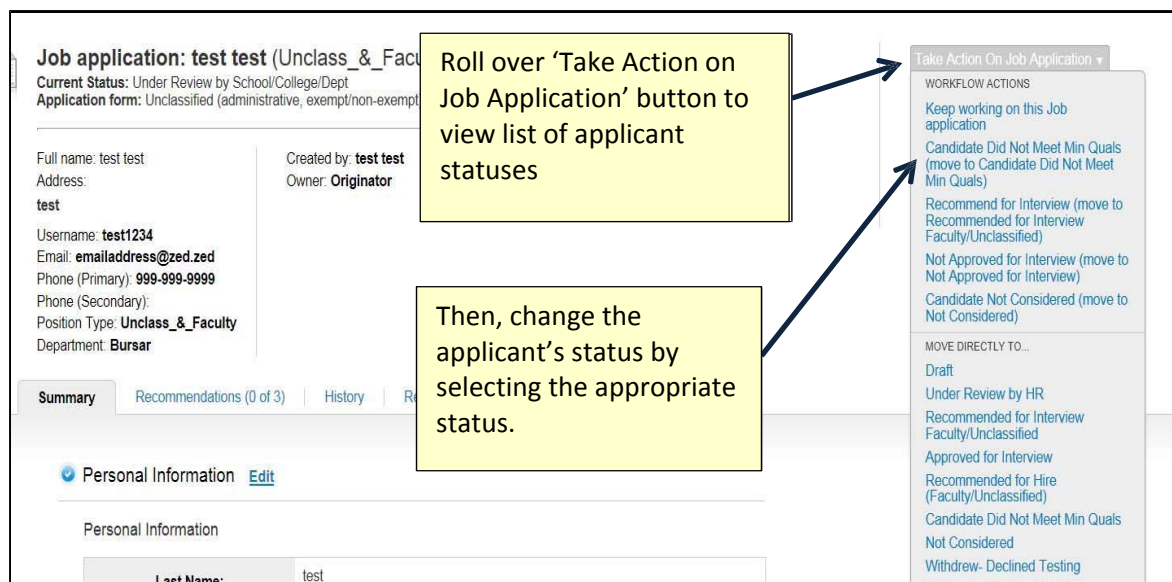 Job application: test test (Unclass_&_Facu
Current Status: Under Review by School/College/Dept
Application form: Unclassified (administrative, exempt/non-exempt
Full name: test test
Address:
test
Username: test1234
Email: emailaddress@zed.zed
Phone (Primary): 999-999-9999
Phone (Secondary):
Position Type: Unclass_&_Faculty
Department: Bursar
Created by: test test
Owner: Originator
Roll over ‘Take Action on
Job Application’ button to
view list of applicant
statuses
Then, change the
applicant’s status by
selecting the appropriate
status.
Take Action On Job Application ▾
WORKFLOW ACTIONS
Keep working on this Job
application
Candidate Did Not Meet Min Quals
(move to Candidate Did Not Meet
Min Quals)
Recommend for Interview (move to
Recommended for Interview
Faculty/Unclassified)
Not Approved for Interview (move to
Not Approved for Interview)
Candidate Not Considered (move to
Not Considered)
MOVE DIRECTLY TO...
Draft
Under Review by HR
Recommended for Interview
Faculty/Unclassified
Approved for Interview
Recommended for Hire
(Faculty/Unclassified)
Candidate Did Not Meet Min Quals
Not Considered
Withdrew- Declined Testing
Summary Recommendations (0 of 3) History Re
Personal Information Edit
Personal Information
Last Name: test